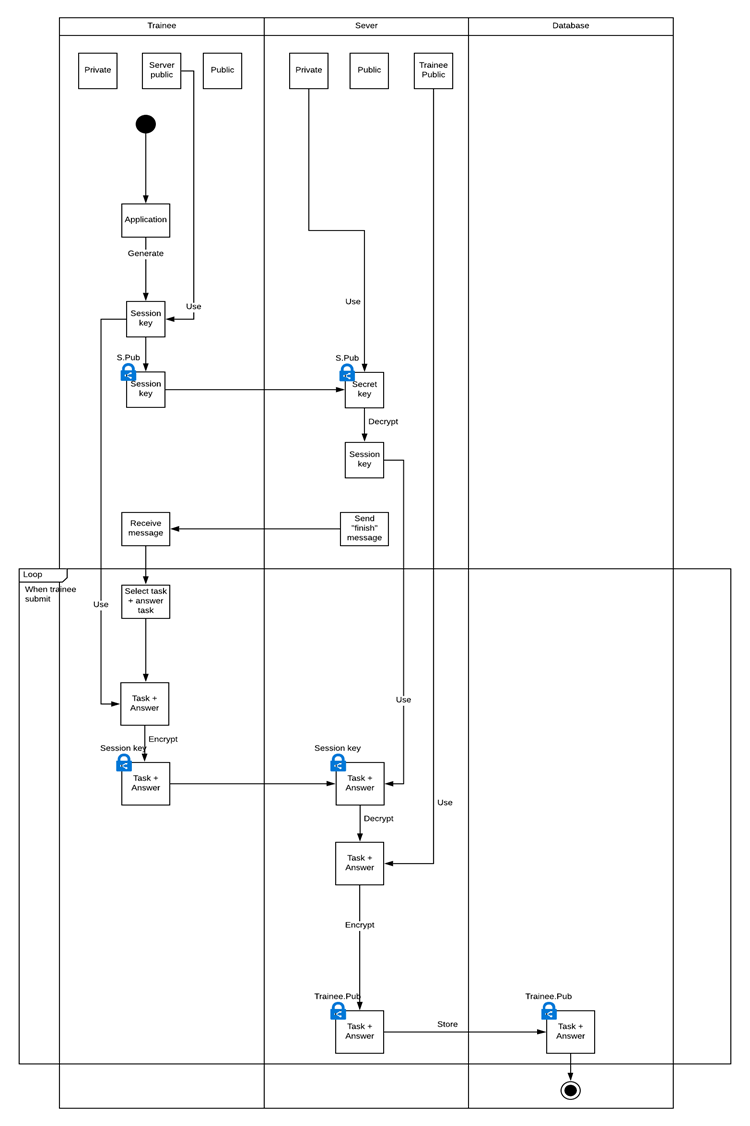 Trainee
Sever
Database
Private
Server
public
Public
Private
Public
Trainee
Public
Application
Generate
Use
Use
Session
key
S.Pub
Session
key
S.Pub
Secret
key
Decrypt
Session
key
Receive
message
Send
"finish"
message
Loop
When trainee
submit
Select task
+ answer
task
Use
Task +
Answer
Use
Encrypt
Session key
Task +
Answer
Session key
Task +
Answer
Use
Decrypt
Task +
Answer
Encrypt
Trainee.Pub
Task +
Answer
Store
Trainee.Pub
Task +
Answer